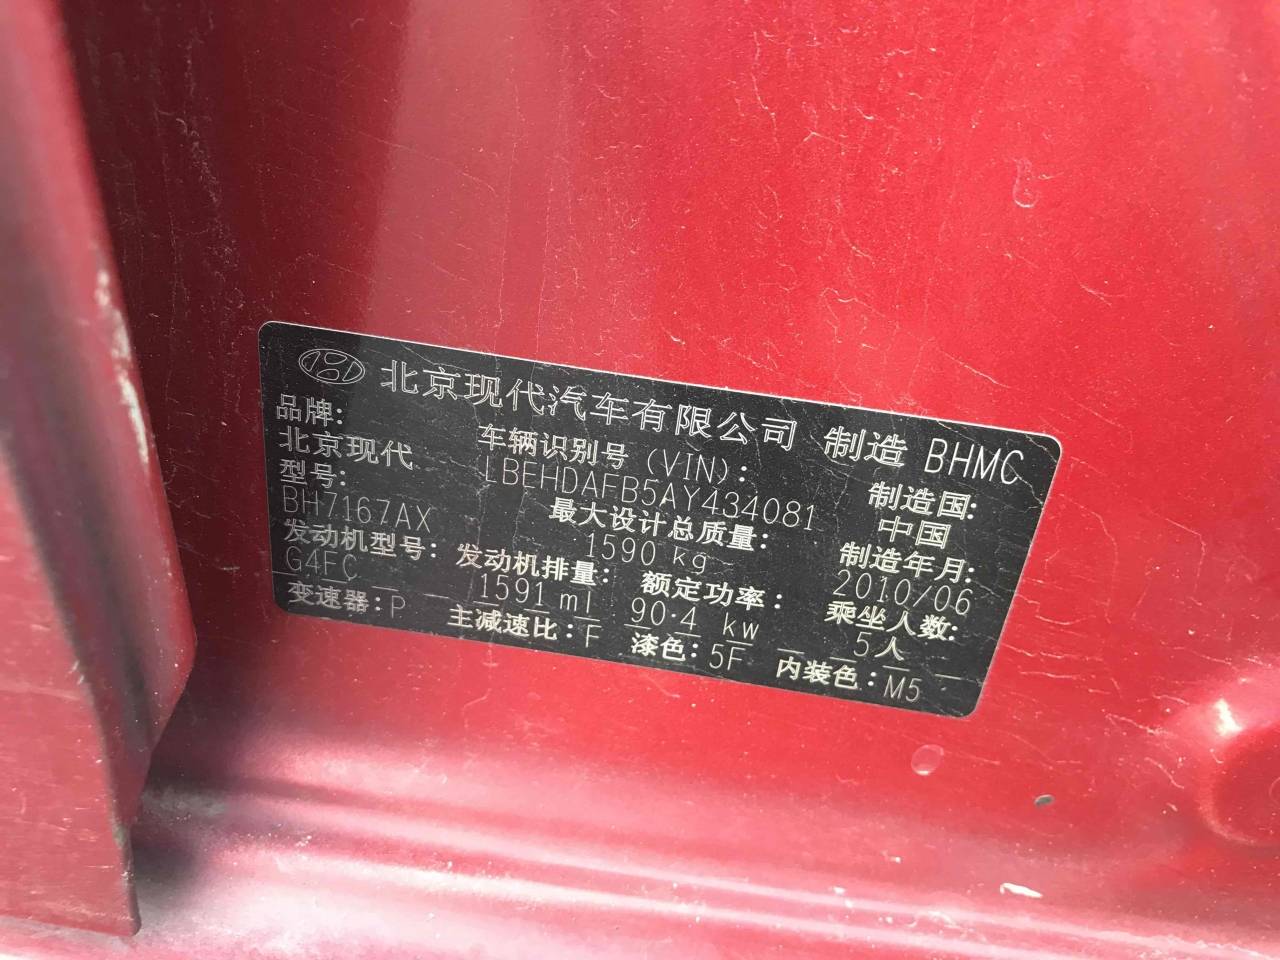 北京现代汽车有限公司 制造 BHMC
品牌: 车辆识别号 (VIN): 制造国:
北京现代 LBEHDAFB5AY434081 中国
型号: 最大设计总质量: 制造年月:
BH7167AX 1590 kg 2010/06
发动机型号: 发动机排量: 额定功率: 乘坐人数:
G4FC 1591 ml 90.4 kw 5人
变速器: P 主减速比: F 漆色: 5F 内装色: M5